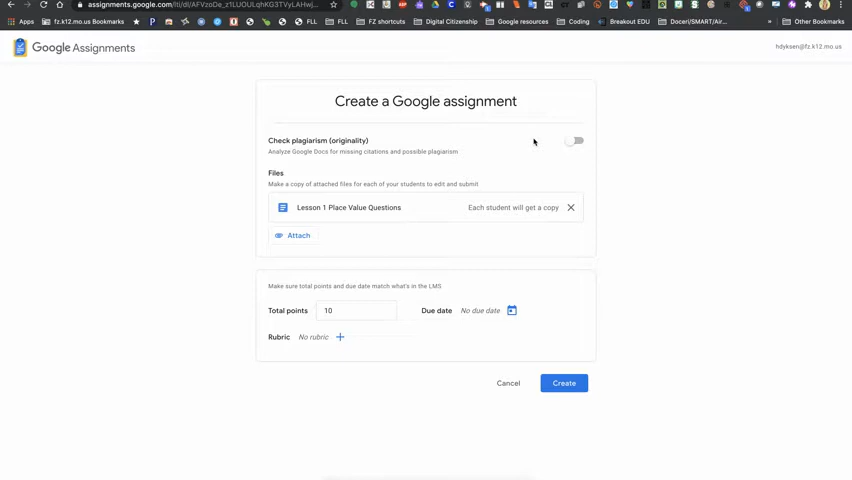 assignments.google.com/lti/dl/AFVzoDe_z1LUOULqhKG3TVyLAHwj...
Apps fz.k12.mo.us Bookmarks FLL FLL FZ shortcuts Digital Citizenship Google resources Coding Breakout EDU Doceri/SMART/Air... » Other Bookmarks
Google Assignments
hdyksen@fz.k12.mo.us
Create a Google assignment
Check plagiarism (originality)
Analyze Google Docs for missing citations and possible plagiarism
Files
Make a copy of attached files for each of your students to edit and submit
Lesson 1 Place Value Questions Each student will get a copy
Attach
Make sure total points and due date match what's in the LMS
Total points 10 Due date No due date
Rubric No rubric
Cancel Create